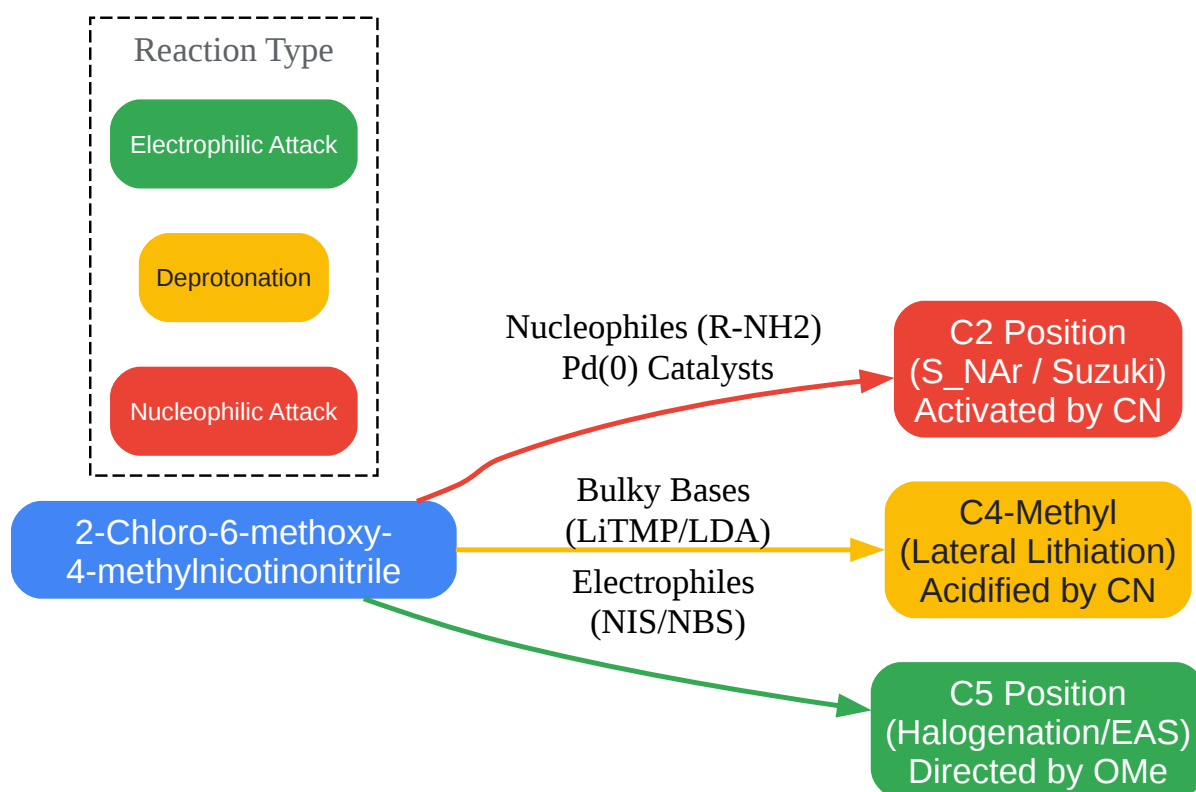 Reaction Type
Electrophilic Attack
Deprotonation
Nucleophilic Attack
2-Chloro-6-methoxy-
4-methylnicotinonitrile
Nucleophiles (R-NH2)
Pd(0) Catalysts
Bulky Bases
(LiTMP/LDA)
Electrophiles
(NIS/NBS)
C2 Position
(S_NAr / Suzuki)
Activated by CN
C4-Methyl
(Lateral Lithiation)
Acidified by CN
C5 Position
(Halogenation/EAS)
Directed by OMe